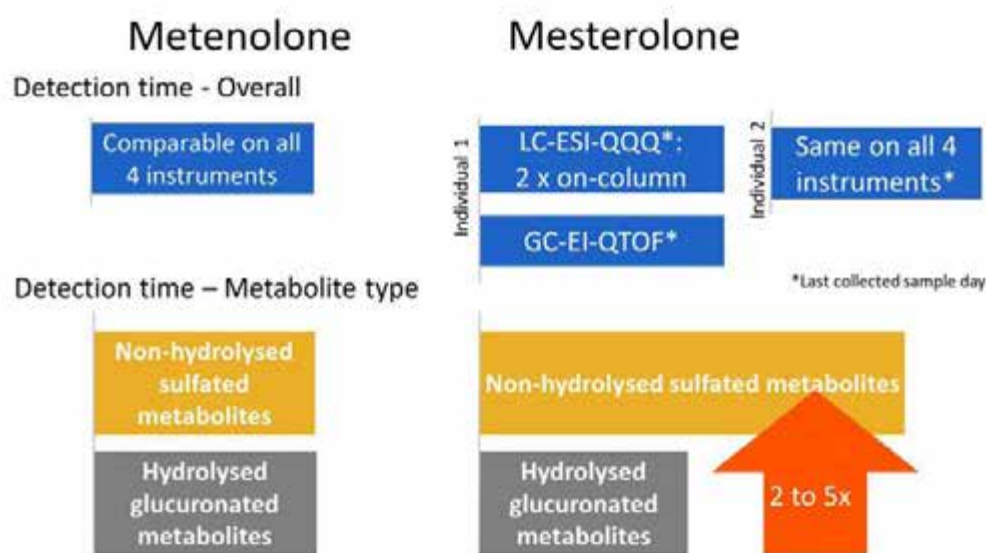 Metenolone
Mesterolone
Detection time - Overall
Comparable on all
4 instruments
Individual 1
LC-ESI-QQQ*:
2 x on-column
GC-EI-QTOF*
Individual 2
Same on all 4
instruments*
*Last collected sample day
Detection time – Metabolite type
Non-hydrolysed
sulfated
metabolites
Hydrolysed
glucuronated
metabolites
Non-hydrolysed sulfated metabolites
Hydrolysed
glucuronated
metabolites
2 to 5x